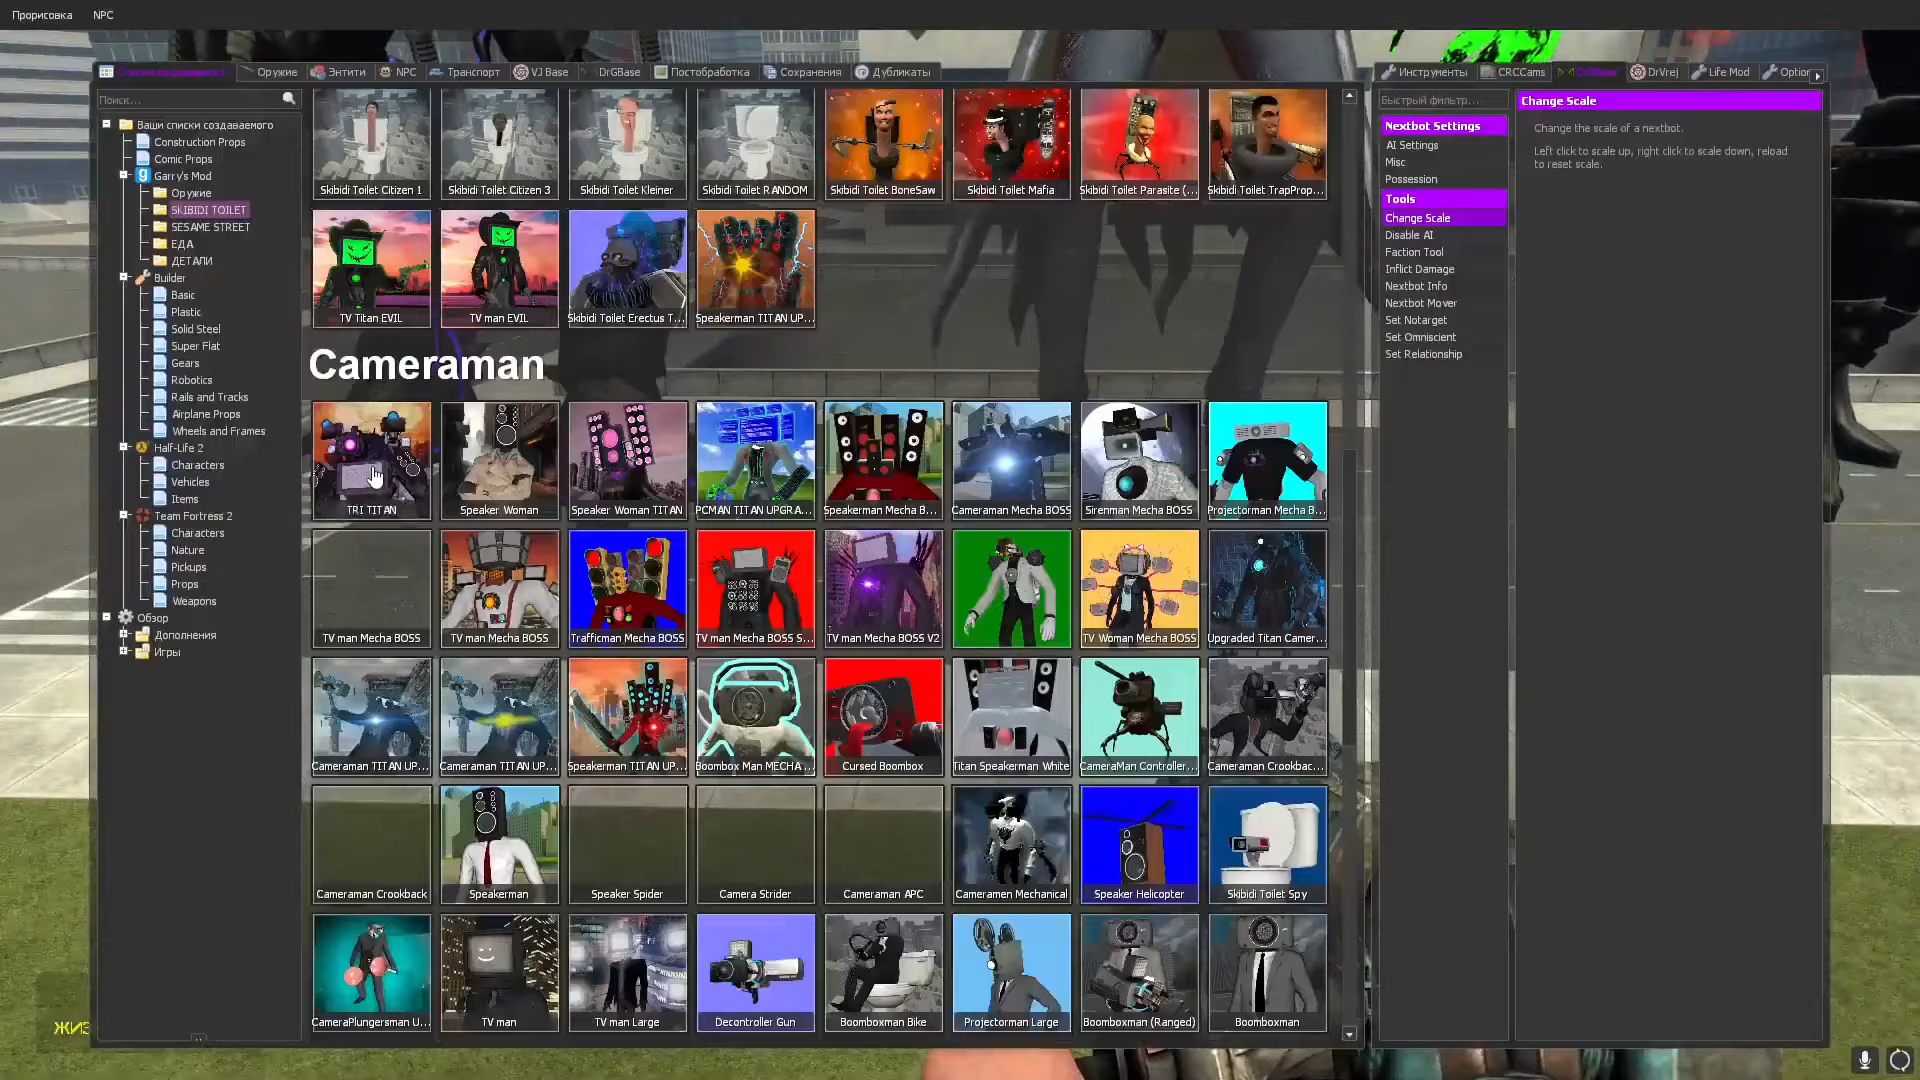 Прорисовка NPC
Оружие Энтити NPC Транспорт VJ Base DrGBase Постобработка Сохранения Дубликаты
Инструменты CRCCams DrGBase DrVrej Life Mod Option
Поиск...
Ваши списки создаваемого
Construction Props
Comic Props
Garry's Mod
Оружие
SKIBIDI TOILET
SESAME STREET
ЕДА
ДЕТАЛИ
Builder
Basic
Plastic
Solid Steel
Super Flat
Gears
Robotics
Rails and Tracks
Airplane Props
Wheels and Frames
Half-Life 2
Characters
Vehicles
Items
Team Fortress 2
Characters
Nature
Pickups
Props
Weapons
Обзор
Дополнения
Игры
Skibidi Toilet Citizen 1 Skibidi Toilet Citizen 3 Skibidi Toilet Kleiner Skibidi Toilet RANDOM Skibidi Toilet BoneSaw Skibidi Toilet Mafia Skibidi Toilet Parasite (... Skibidi Toilet TrapProp...
TV Titan EVIL TV man EVIL Skibidi Toilet Erectus T... Speakerman TITAN UP...
Cameraman
TRI TITAN Speaker Woman Speaker Woman TITAN PCMAN TITAN UPGRA... Speakerman Mecha B... Cameraman Mecha BOSS Sirenman Mecha BOSS Projectorman Mecha B...
TV man Mecha BOSS TV man Mecha BOSS Trafficman Mecha BOSS TV man Mecha BOSS S... TV man Mecha BOSS V2 TV Woman Mecha BOSS Upgraded Titan Camer...
Cameraman TITAN UP... Cameraman TITAN UP... Speakerman TITAN UP... Boombox Man MECHA... Cursed Boombox Titan Speakerman White CameraMan Controller... Cameraman Crookbac...
Cameraman Crookback Speakerman Speaker Spider Camera Strider Cameraman APC Cameramen Mechanical Speaker Helicopter Skibidi Toilet Spy
CameraPlungersman U... TV man TV man Large Decontroller Gun Boomboxman Bike Projectorman Large Boomboxman (Ranged) Boomboxman
Быстрый фильтр...
Nextbot Settings
AI Settings
Misc
Possession
Tools
Change Scale
Disable AI
Faction Tool
Inflict Damage
Nextbot Info
Nextbot Mover
Set Notarget
Set Omniscient
Set Relationship
Change Scale
Change the scale of a nextbot.
Left click to scale up, right click to scale down, reload
to reset scale.
ЖИЗ